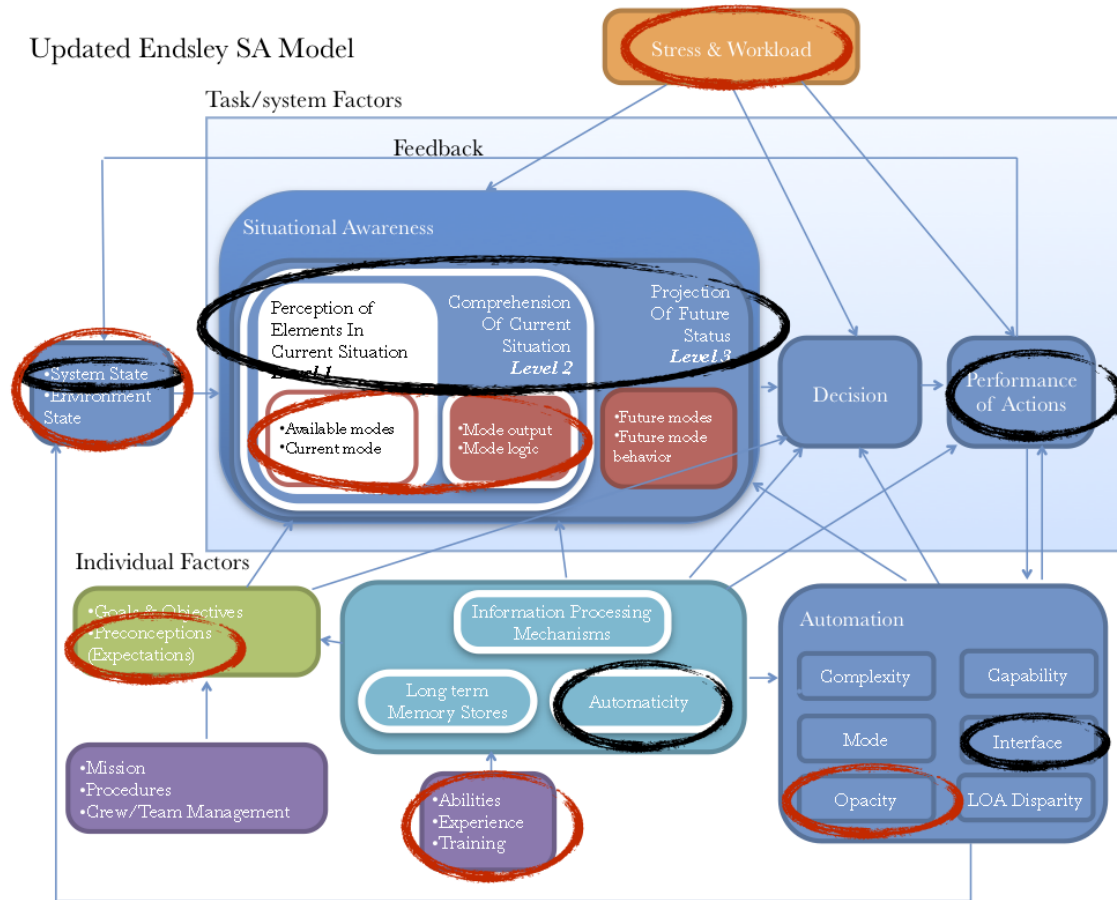 Updated Endsley SA Model
Stress & Workload
Task/system Factors
Feedback
Situational Awareness
Perception of
Elements In
Current Situation
Level 1
Comprehension
Of Current
Situation
Level 2
Projection
Of Future
Status
Level 3
•Available modes
•Current mode
•Mode output
•Mode logic
•Future modes
•Future mode
behavior
•System State
•Environment
State
Decision
Performance
of Actions
Individual Factors
•Goals & Objectives
•Preconceptions
(Expectations)
Information Processing
Mechanisms
Long term
Memory Stores
Automaticity
Automation
Complexity
Capability
Mode
Interface
Opacity
LOA Disparity
•Mission
•Procedures
•Crew/Team Management
•Abilities
•Experience
•Training